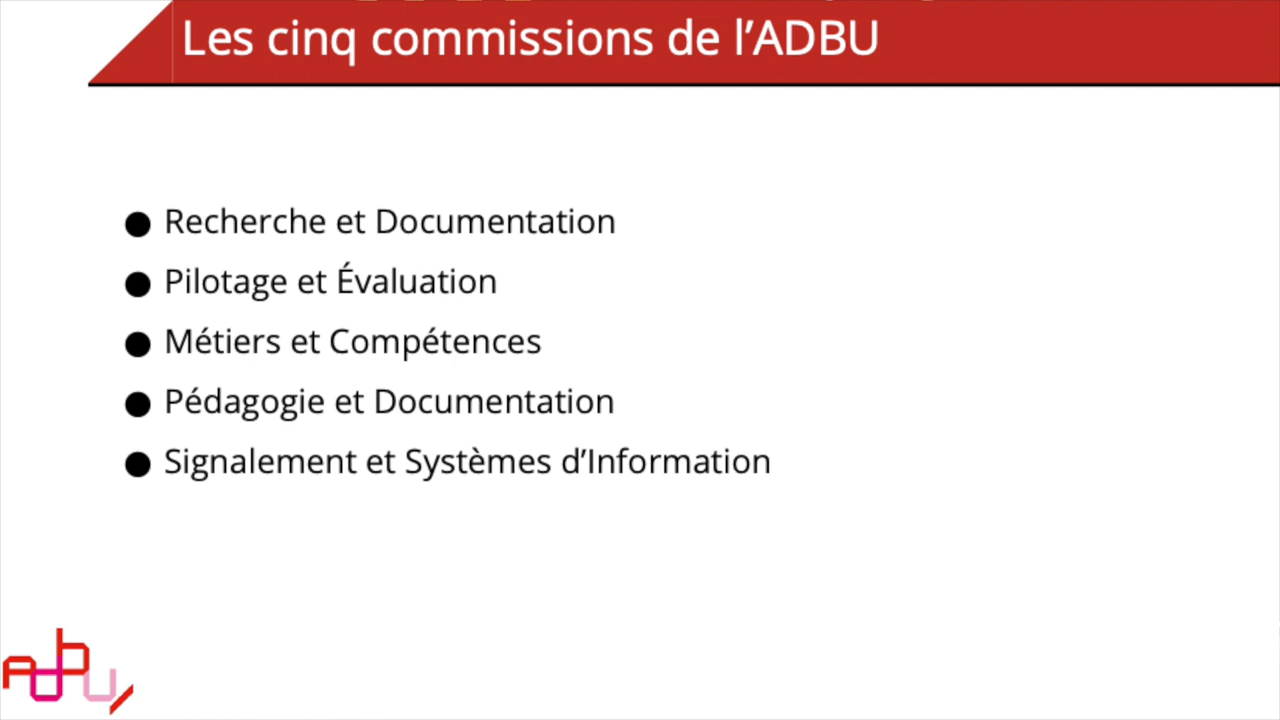 Les cinq commissions de l’ADBU
● Recherche et Documentation
● Pilotage et Évaluation
● Métiers et Compétences
● Pédagogie et Documentation
● Signalement et Systèmes d’Information
adbu/